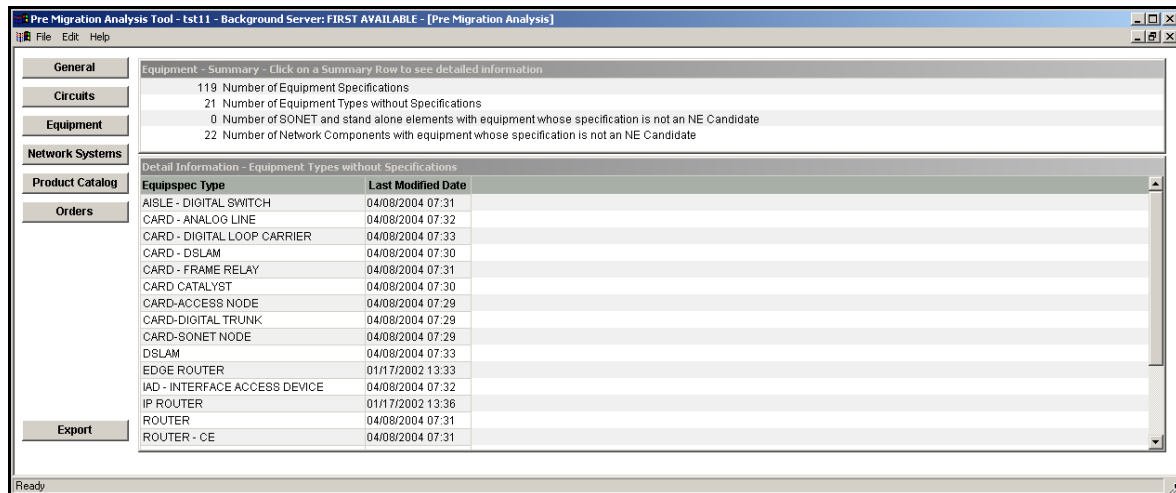 Pre Migration Analysis Tool - tst11 - Background Server: FIRST AVAILABLE - [Pre Migration Analysis]
File Edit Help
General
Circuits
Equipment
Network Systems
Product Catalog
Orders
Export
Equipment - Summary - Click on a Summary Row to see detailed information
119 Number of Equipment Specifications
21 Number of Equipment Types without Specifications
0 Number of SONET and stand alone elements with equipment whose specification is not an NE Candidate
22 Number of Network Components with equipment whose specification is not an NE Candidate
Detail Information - Equipment Types without Specifications
Equipspec Type Last Modified Date
AISLE - DIGITAL SWITCH 04/08/2004 07:31
CARD - ANALOG LINE 04/08/2004 07:32
CARD - DIGITAL LOOP CARRIER 04/08/2004 07:33
CARD - DSLAM 04/08/2004 07:30
CARD - FRAME RELAY 04/08/2004 07:31
CARD CATALYST 04/08/2004 07:30
CARD-ACCESS NODE 04/08/2004 07:29
CARD-DIGITAL TRUNK 04/08/2004 07:29
CARD-SONET NODE 04/08/2004 07:29
DSLAM 04/08/2004 07:33
EDGE ROUTER 01/17/2002 13:33
IAD - INTERFACE ACCESS DEVICE 04/08/2004 07:32
IP ROUTER 01/17/2002 13:36
ROUTER 04/08/2004 07:31
ROUTER - CE 04/08/2004 07:31
Ready